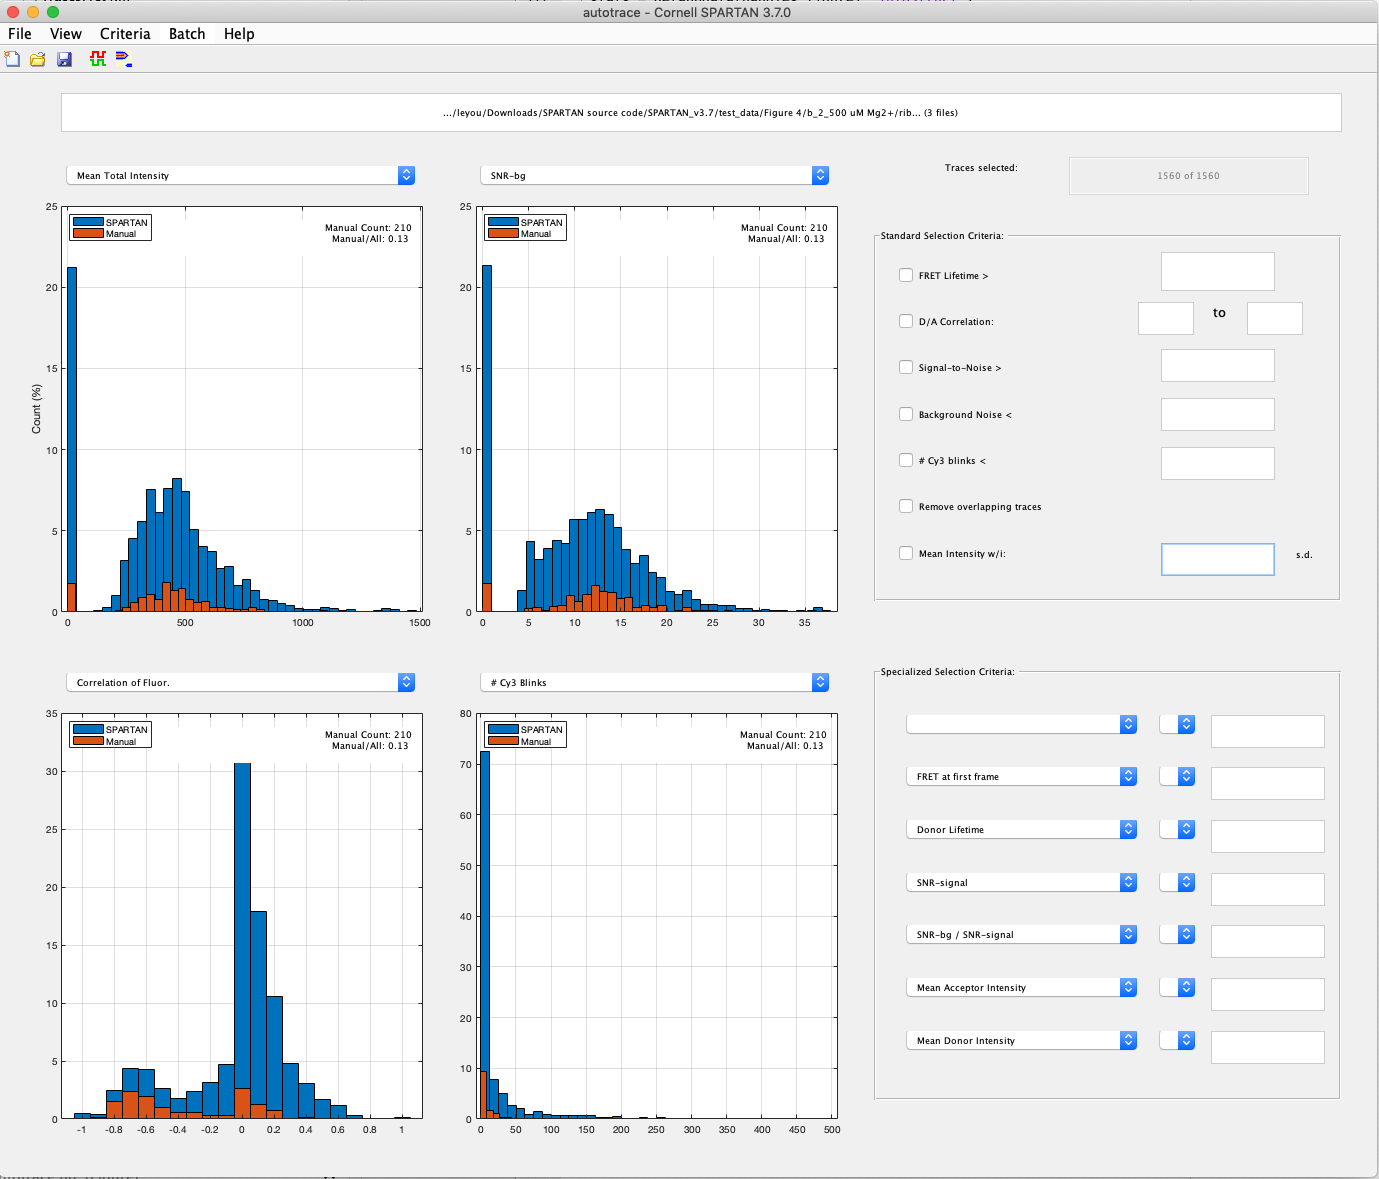 autotrace - Cornell SPARTAN 3.7.0
File View Criteria Batch Help
.../leyou/Downloads/SPARTAN source code/SPARTAN_v3.7/test_data/Figure 4/b_2_500 uM Mg2+/rib... (3 files)
Mean Total Intensity
SNR-bg
Traces selected:
1560 of 1560
25
20
15
10
5
0
Count (%)
SPARTAN
Manual
Manual Count: 210
Manual/All: 0.13
0 500 1000 1500
25
20
15
10
5
0
SPARTAN
Manual
Manual Count: 210
Manual/All: 0.13
0 5 10 15 20 25 30 35
Standard Selection Criteria:
FRET Lifetime >
D/A Correlation:
to
Signal-to-Noise >
Background Noise <
# Cy3 blinks <
Remove overlapping traces
Mean Intensity w/i:
s.d.
Correlation of Fluor.
# Cy3 Blinks
35
30
25
30
15
10
5
0
SPARTAN
Manual
Manual Count: 210
Manual/All: 0.13
-1 -0.8 -0.6 -0.4 -0.2 0 0.2 0.4 0.6 0.8 1
80
70
60
50
40
30
20
10
0
SPARTAN
Manual
Manual Count: 210
Manual/All: 0.13
0 50 100 150 200 250 300 350 400 450 500
Specialized Selection Criteria:
FRET at first frame
Donor Lifetime
SNR-signal
SNR-bg / SNR-signal
Mean Acceptor Intensity
Mean Donor Intensity